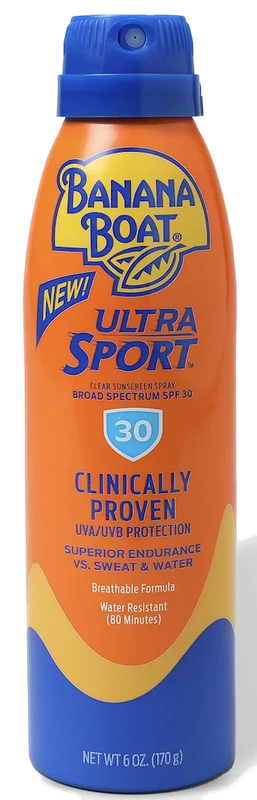 BANANA
BOAT®
NEW!
ULTRA
SPORT™
CLEAR SUNSCREEN SPRAY
BROAD SPECTRUM SPF 30
30
CLINICALLY
PROVEN
UVA/UVB PROTECTION
SUPERIOR ENDURANCE
VS. SWEAT & WATER
Breathable Formula
Water Resistant
(80 Minutes)
NET WT 6 OZ. (170 g)